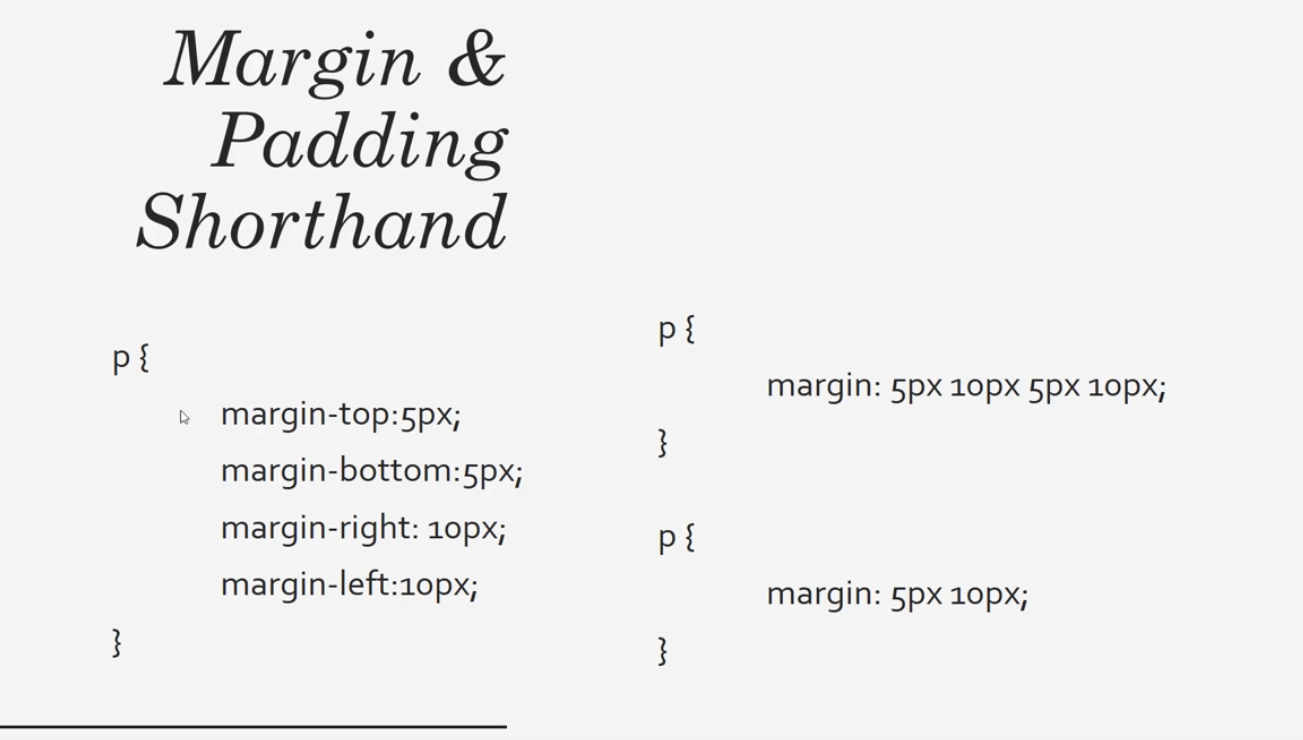 Margin &
Padding
Shorthand
p {
margin-top:5px;
margin-bottom:5px;
margin-right: 10px;
margin-left:10px;
}
p {
margin: 5px 10px 5px 10px;
}
p {
margin: 5px 10px;
}